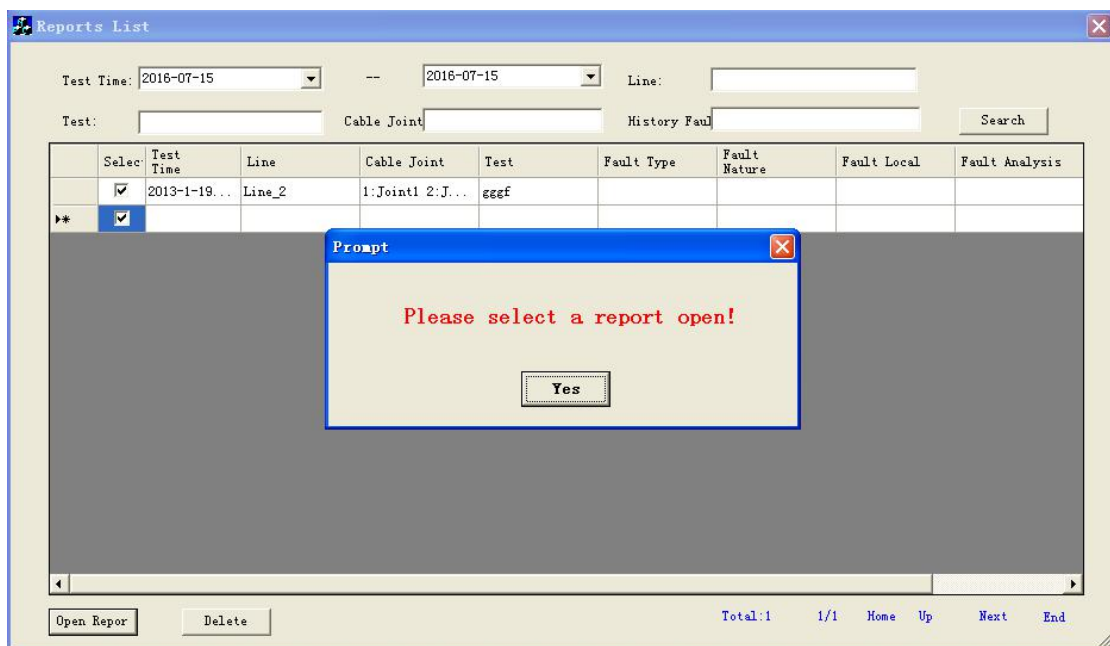 Reports List
Test Time: 2016-07-15 -- 2016-07-15 Line:
Test: Cable Joint History Faul Search
Selec Test Time Line Cable Joint Test Fault Type Fault Nature Fault Local Fault Analysis
2013-1-19... Line_2 1:Joint1 2:J... gggf
Prompt
Please select a report open!
Yes
Open Repor Delete Total:1 1/1 Home Up Next End